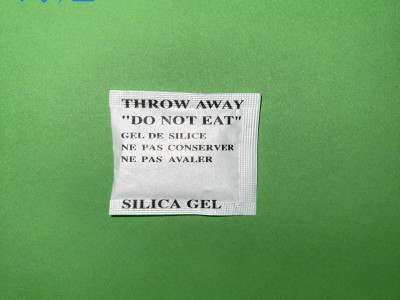 THROW AWAY
"DO NOT EAT"
GEL DE SILICE
NE PAS CONSERVER
NE PAS AVALER
SILICA GEL